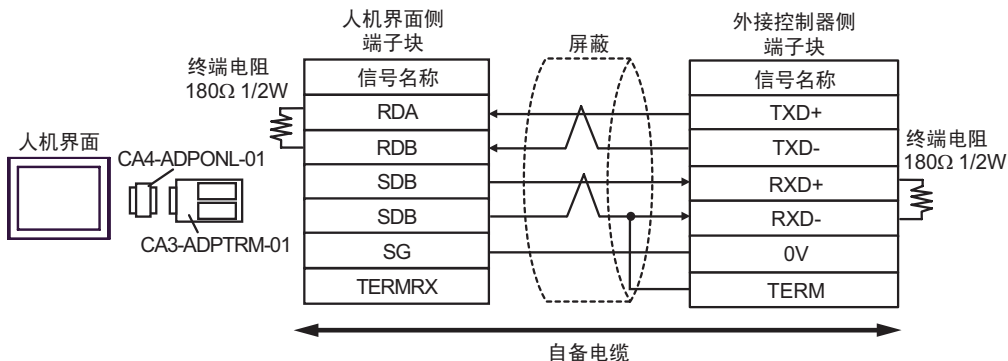 人机界面侧
端子块
外接控制器侧
端子块
屏蔽
终端电阻
180Ω 1/2W
信号名称
信号名称
RDA
TXD+
人机界面
RDB
TXD-
终端电阻
180Ω 1/2W
CA4-ADPONL-01
SDB
RXD+
SDB
RXD-
CA3-ADPTRM-01
SG
0V
TERMRX
TERM
自备电缆